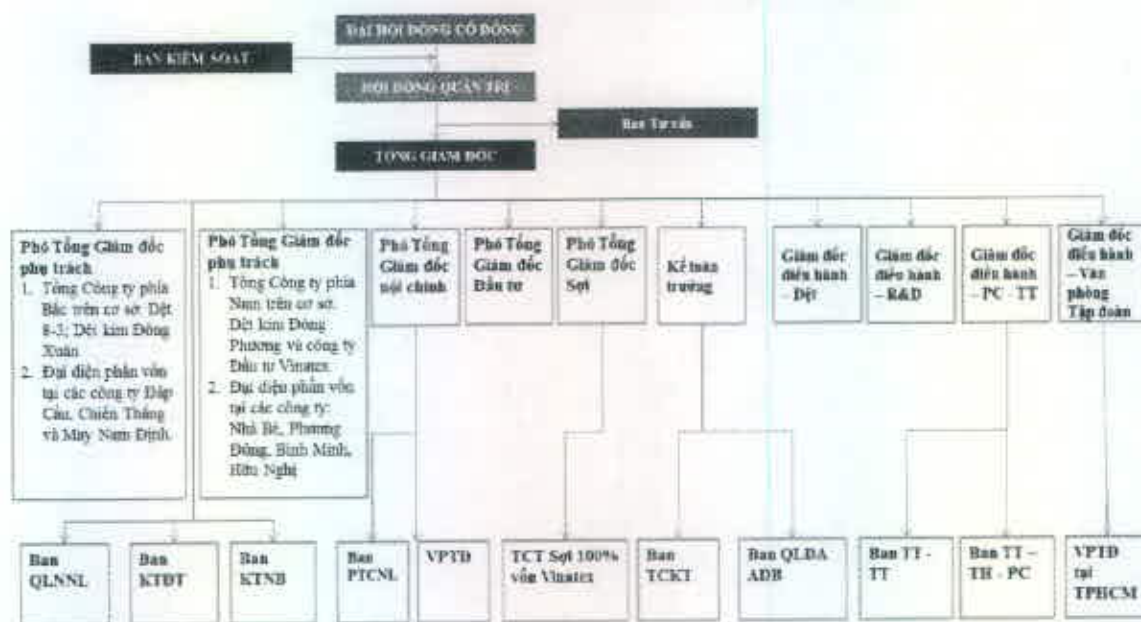 ĐẠI HỘI ĐỒNG CỔ ĐÔNG
BAN KIỂM SOÁT
HỘI ĐỒNG QUẢN TRỊ
Ban Tư vấn
TỔNG GIÁM ĐỐC
Phó Tổng Giám đốc
phụ trách
1. Tổng Công ty phía
Bắc trên cơ sở: Dệt
8-3; Dệt kim Đông
Xuân
2. Đại diện phần vốn
tại các công ty Đáp
Cầu, Chiến Thắng
và May Nam Định.
Phó Tổng Giám đốc
phụ trách
1. Tổng Công ty phía
Nam trên cơ sở:
Dệt kim Đông
Phương và công ty
Đầu tư Vinatex
2. Đại diện phần vốn
tại các công ty:
Nhà Bè, Phương
Đông, Bình Minh,
Hữu Nghị
Phó Tổng
Giám đốc
nội chính
Phó Tổng
Giám đốc
Đầu tư
Phó Tổng
Giám đốc
Sợi
Kế toán
trưởng
Giám đốc
điều hành
– Dệt
Giám đốc
điều hành
– R&D
Giám đốc
điều hành
– PC - TT
Giám đốc
điều hành
– Văn
phòng
Tập đoàn
Ban
QLNNL
Ban
KTĐT
Ban
KTNB
Ban
PTCNL
VPTĐ
TCT Sợi 100%
vốn Vinatex
Ban
TCKT
Ban QLDA
ADB
Ban TT -
TT
Ban TT –
TH - PC
VPTĐ
tại
TPHCM